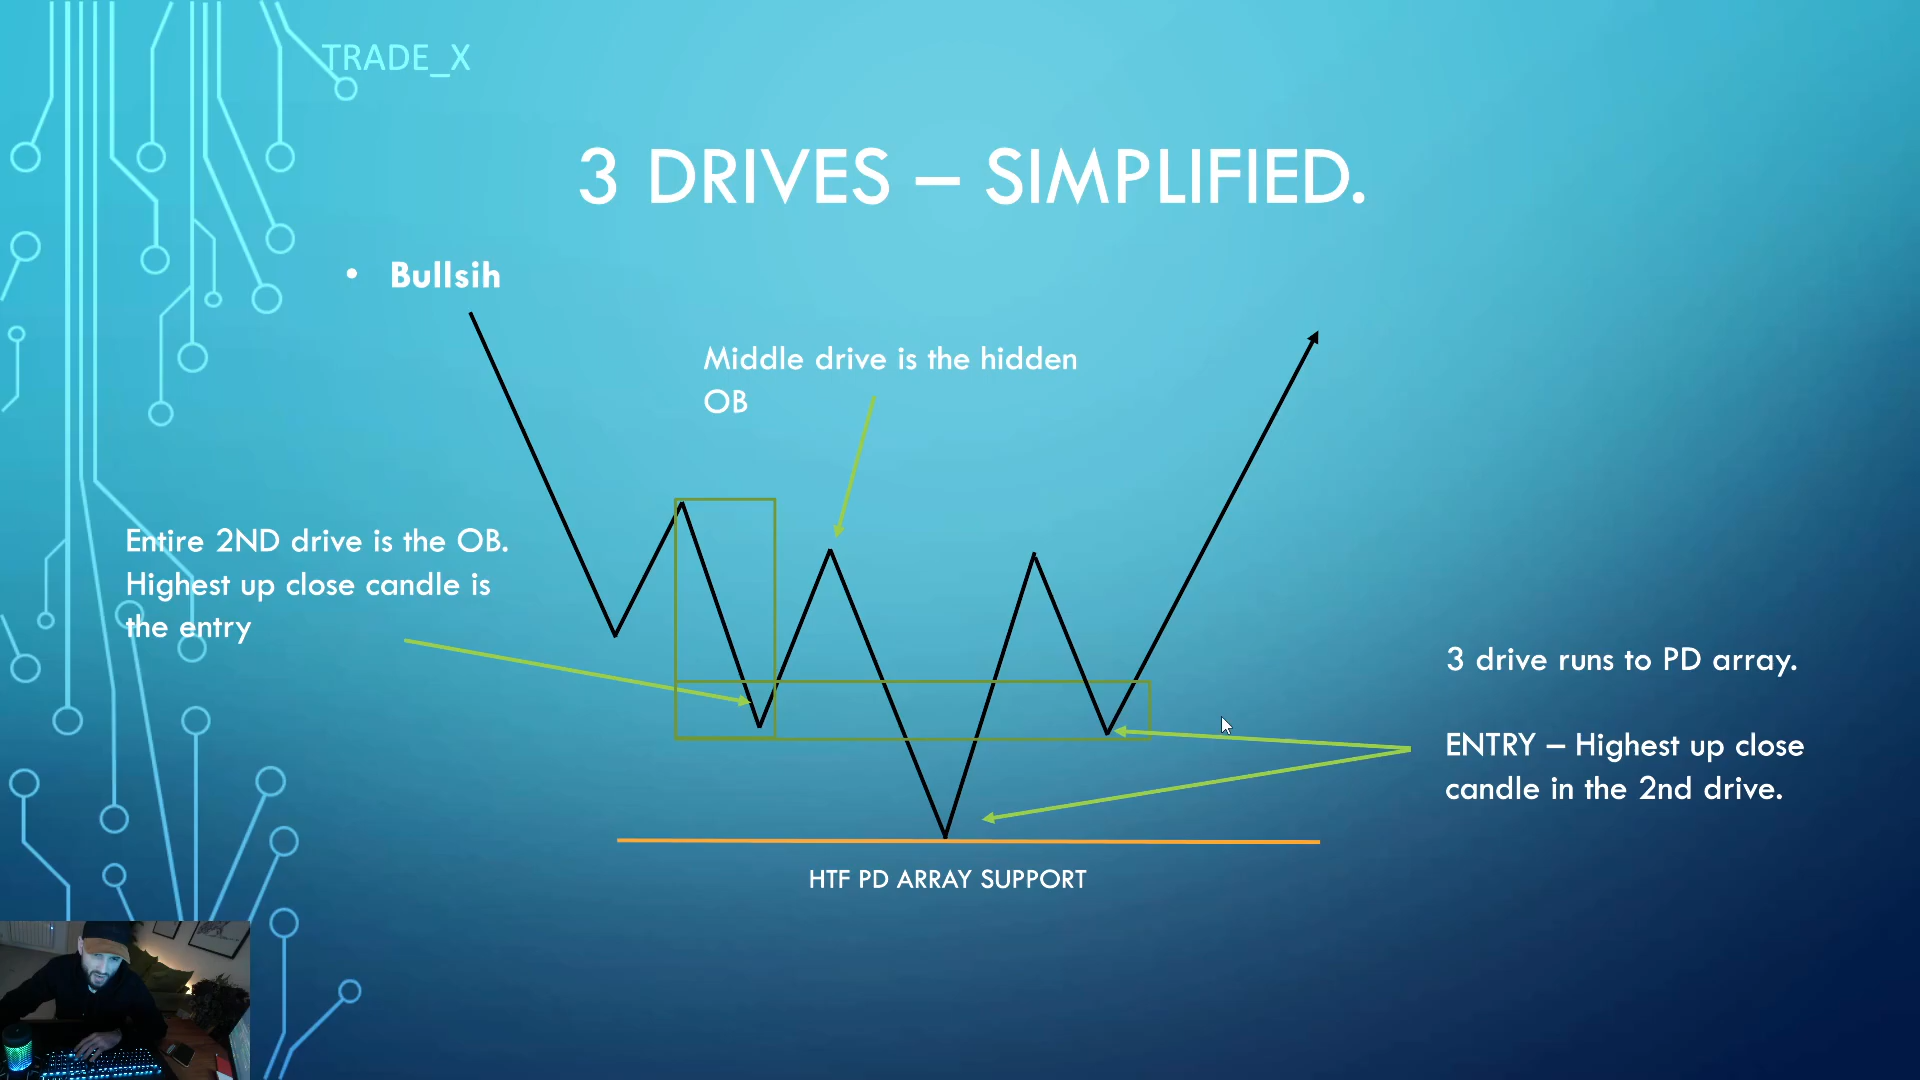 TRADE_X
3 DRIVES – SIMPLIFIED.
• Bullsih
Middle drive is the hidden
OB
Entire 2ND drive is the OB.
Highest up close candle is
the entry
3 drive runs to PD array.
ENTRY – Highest up close
candle in the 2nd drive.
HTF PD ARRAY SUPPORT